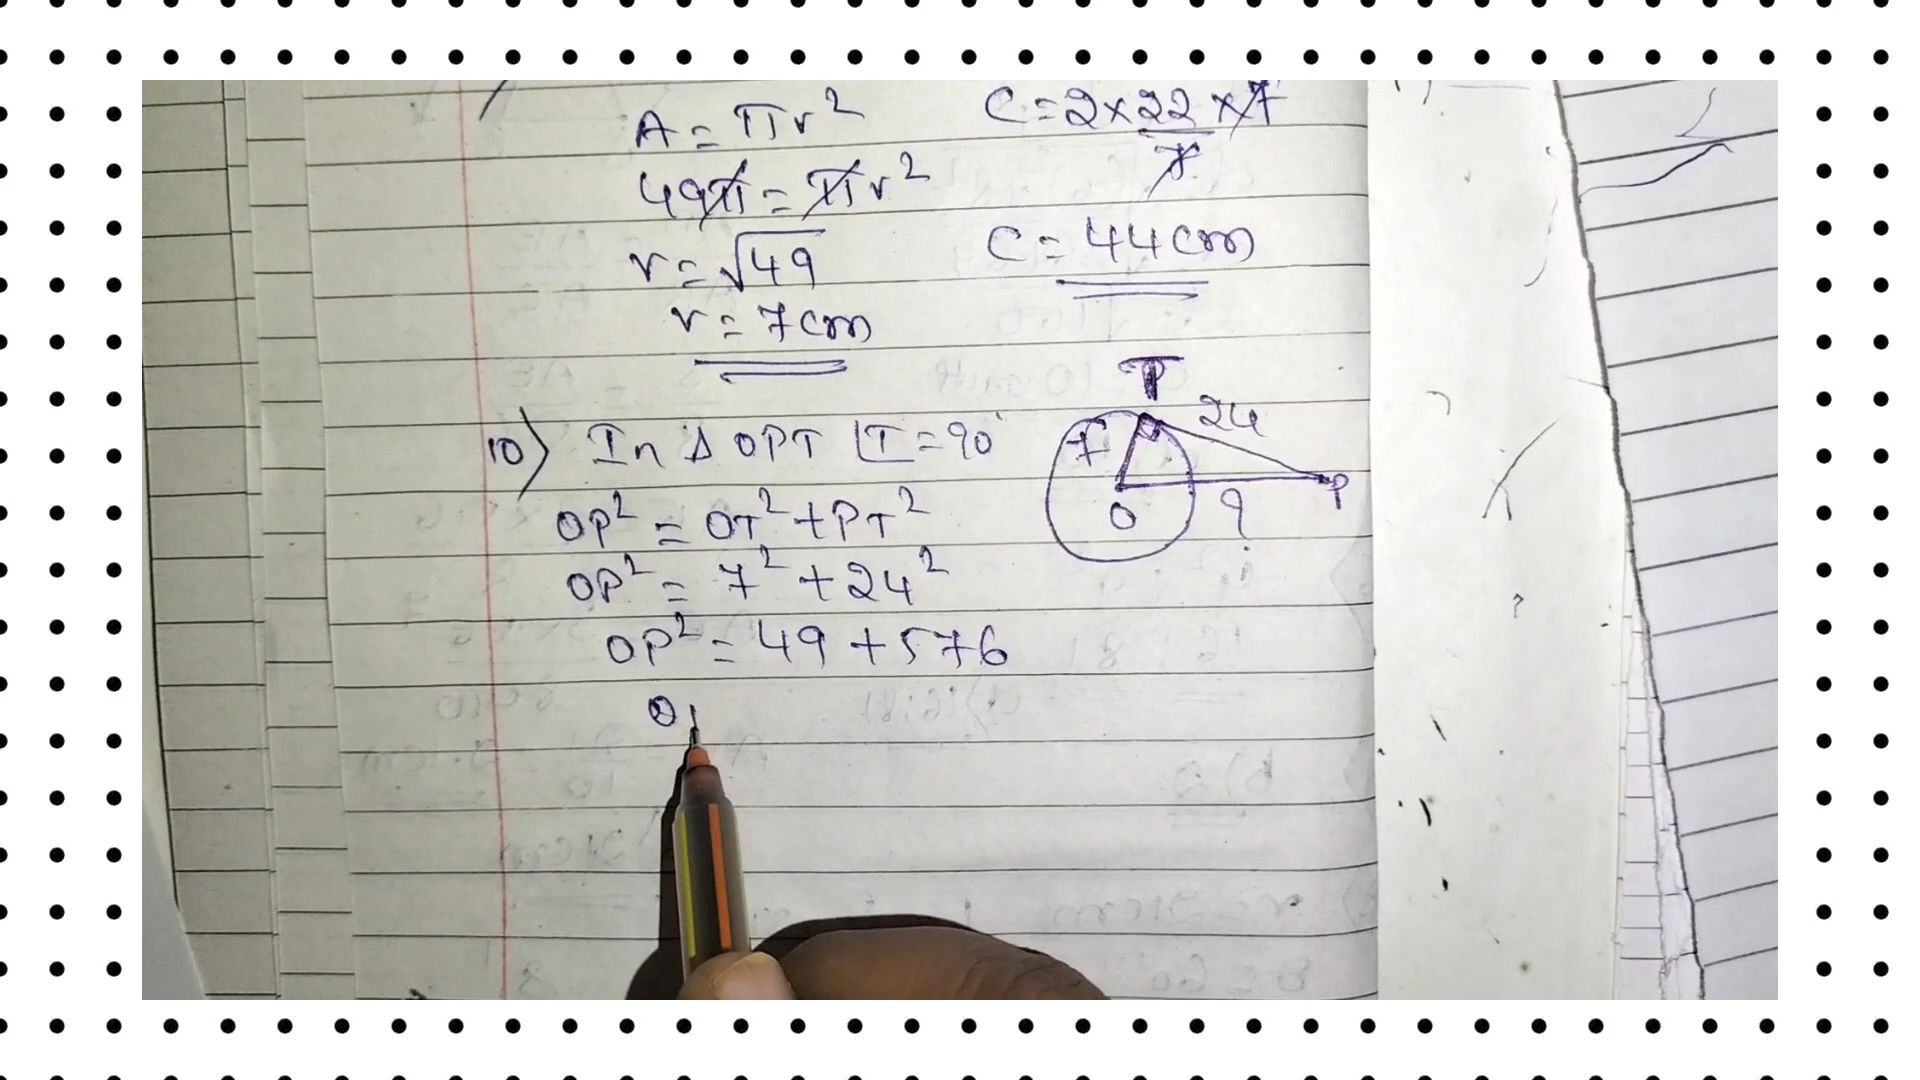 A = πr²
49π = πr²
r = √49
r = 7cm
C = 2 × 22/7 × 7
C = 44cm
10) In Δ OPT ∠T = 90°
OP² = OT² + PT²
OP² = 7² + 24²
OP² = 49 + 576
O
T
24
7
O
?
P